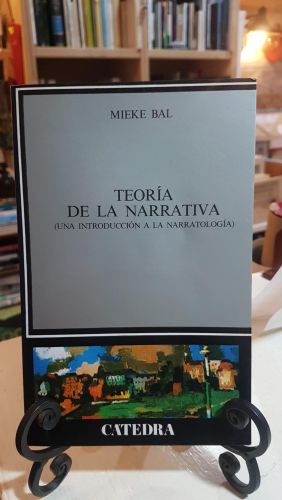 MIEKE BAL
TEORÍA
DE LA NARRATIVA
(UNA INTRODUCCIÓN A LA NARRATOLOGÍA)
CATEDRA